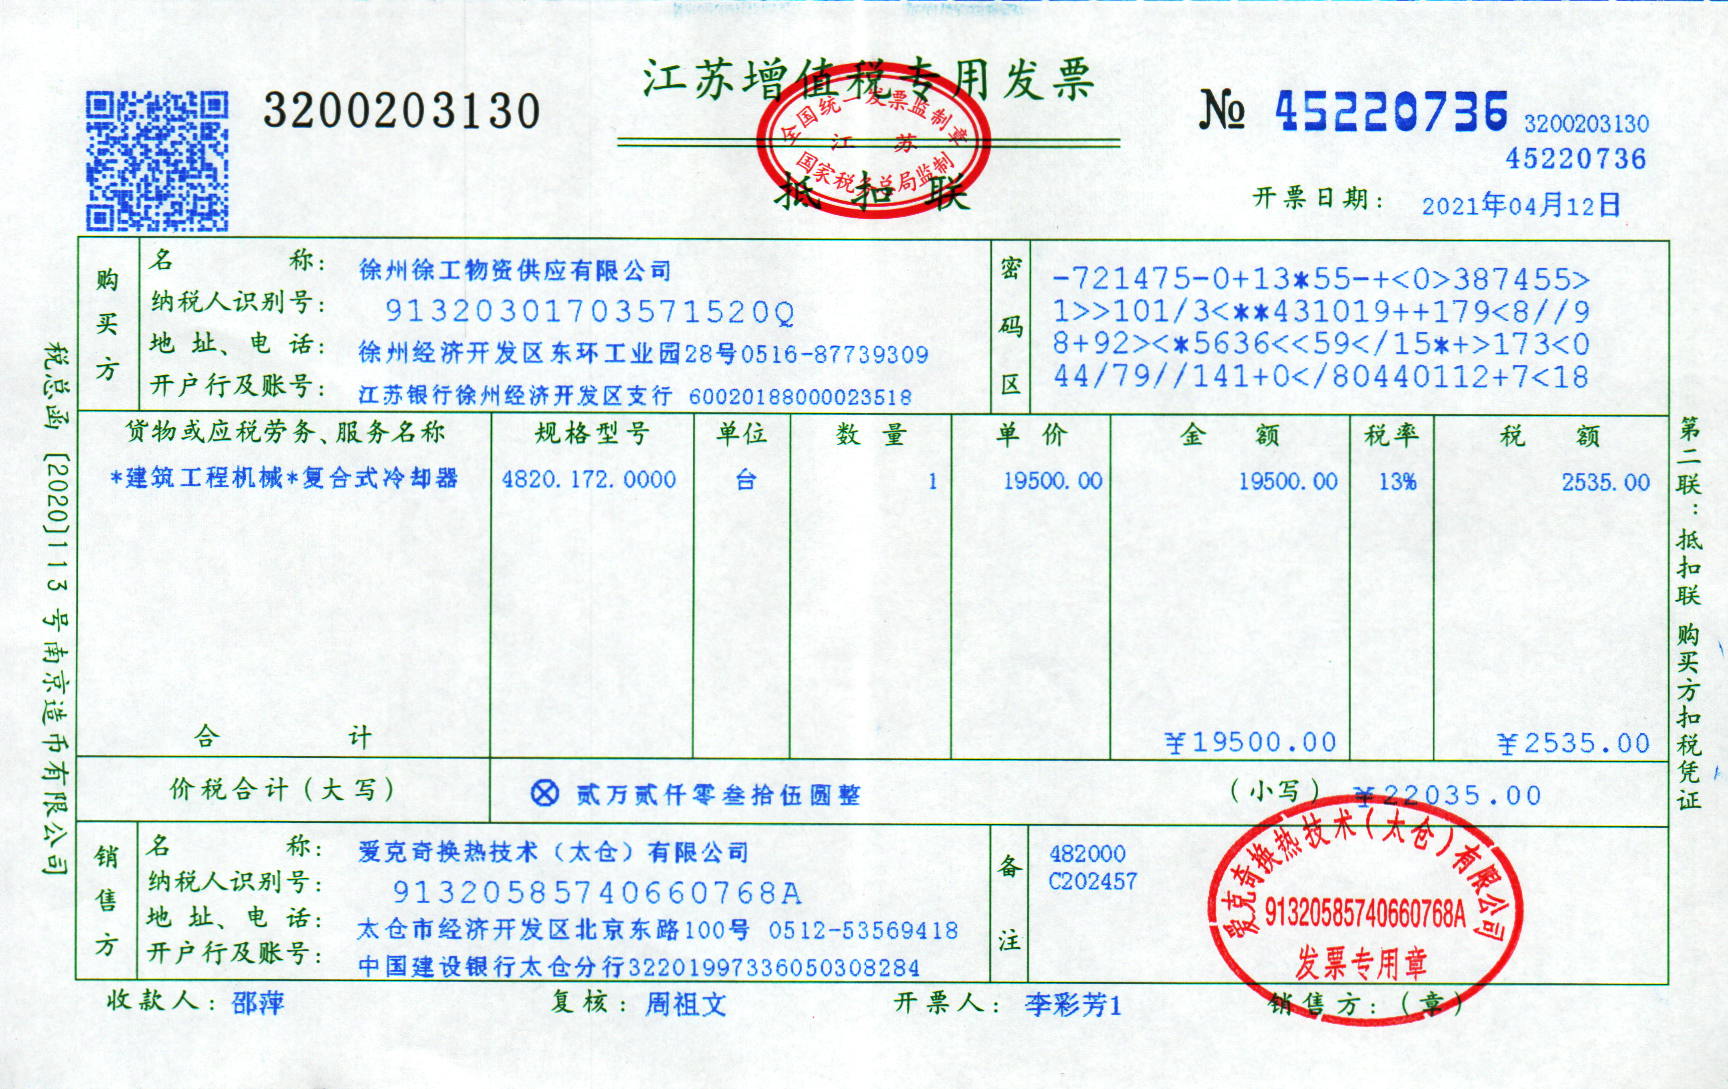 江苏增值税专用发票
全国统一发票监制章
江 苏
国家税务总局监制
抵 扣 联
3200203130
№ 45220736 3200203130
45220736
开票日期: 2021年04月12日
购买方
名 称: 徐州徐工物资供应有限公司
纳税人识别号: 91320301703571520Q
地 址、电 话: 徐州经济开发区东环工业园28号0516-87739309
开户行及账号: 江苏银行徐州经济开发区支行 60020188000023518
密码区
-721475-0+13*55-+<0>387455>
1>>101/3<**431019++179<8//9
8+92><*5636<<59</15*+>173<0
44/79//141+0</80440112+7<18
货物或应税劳务、服务名称 规格型号 单位 数 量 单 价 金 额 税率 税 额
*建筑工程机械*复合式冷却器 4820.172.0000 台 1 19500.00 19500.00 13% 2535.00
合 计 ¥19500.00 ¥2535.00
价税合计(大写) ⊗ 贰万贰仟零叁拾伍圆整 (小写) ¥22035.00
销售方
名 称: 爱克奇换热技术(太仓)有限公司
纳税人识别号: 91320585740660768A
地 址、电 话: 太仓市经济开发区北京东路100号 0512-53569418
开户行及账号: 中国建设银行太仓分行32201997336050308284
备注
482000
C202457
爱克奇换热技术(太仓)有限公司
91320585740660768A
发票专用章
收款人: 邵萍 复核: 周祖文 开票人: 李彩芳1 销售方:(章)
税总函[2020]113号南京造币有限公司
第二联:抵扣联 购买方扣税凭证